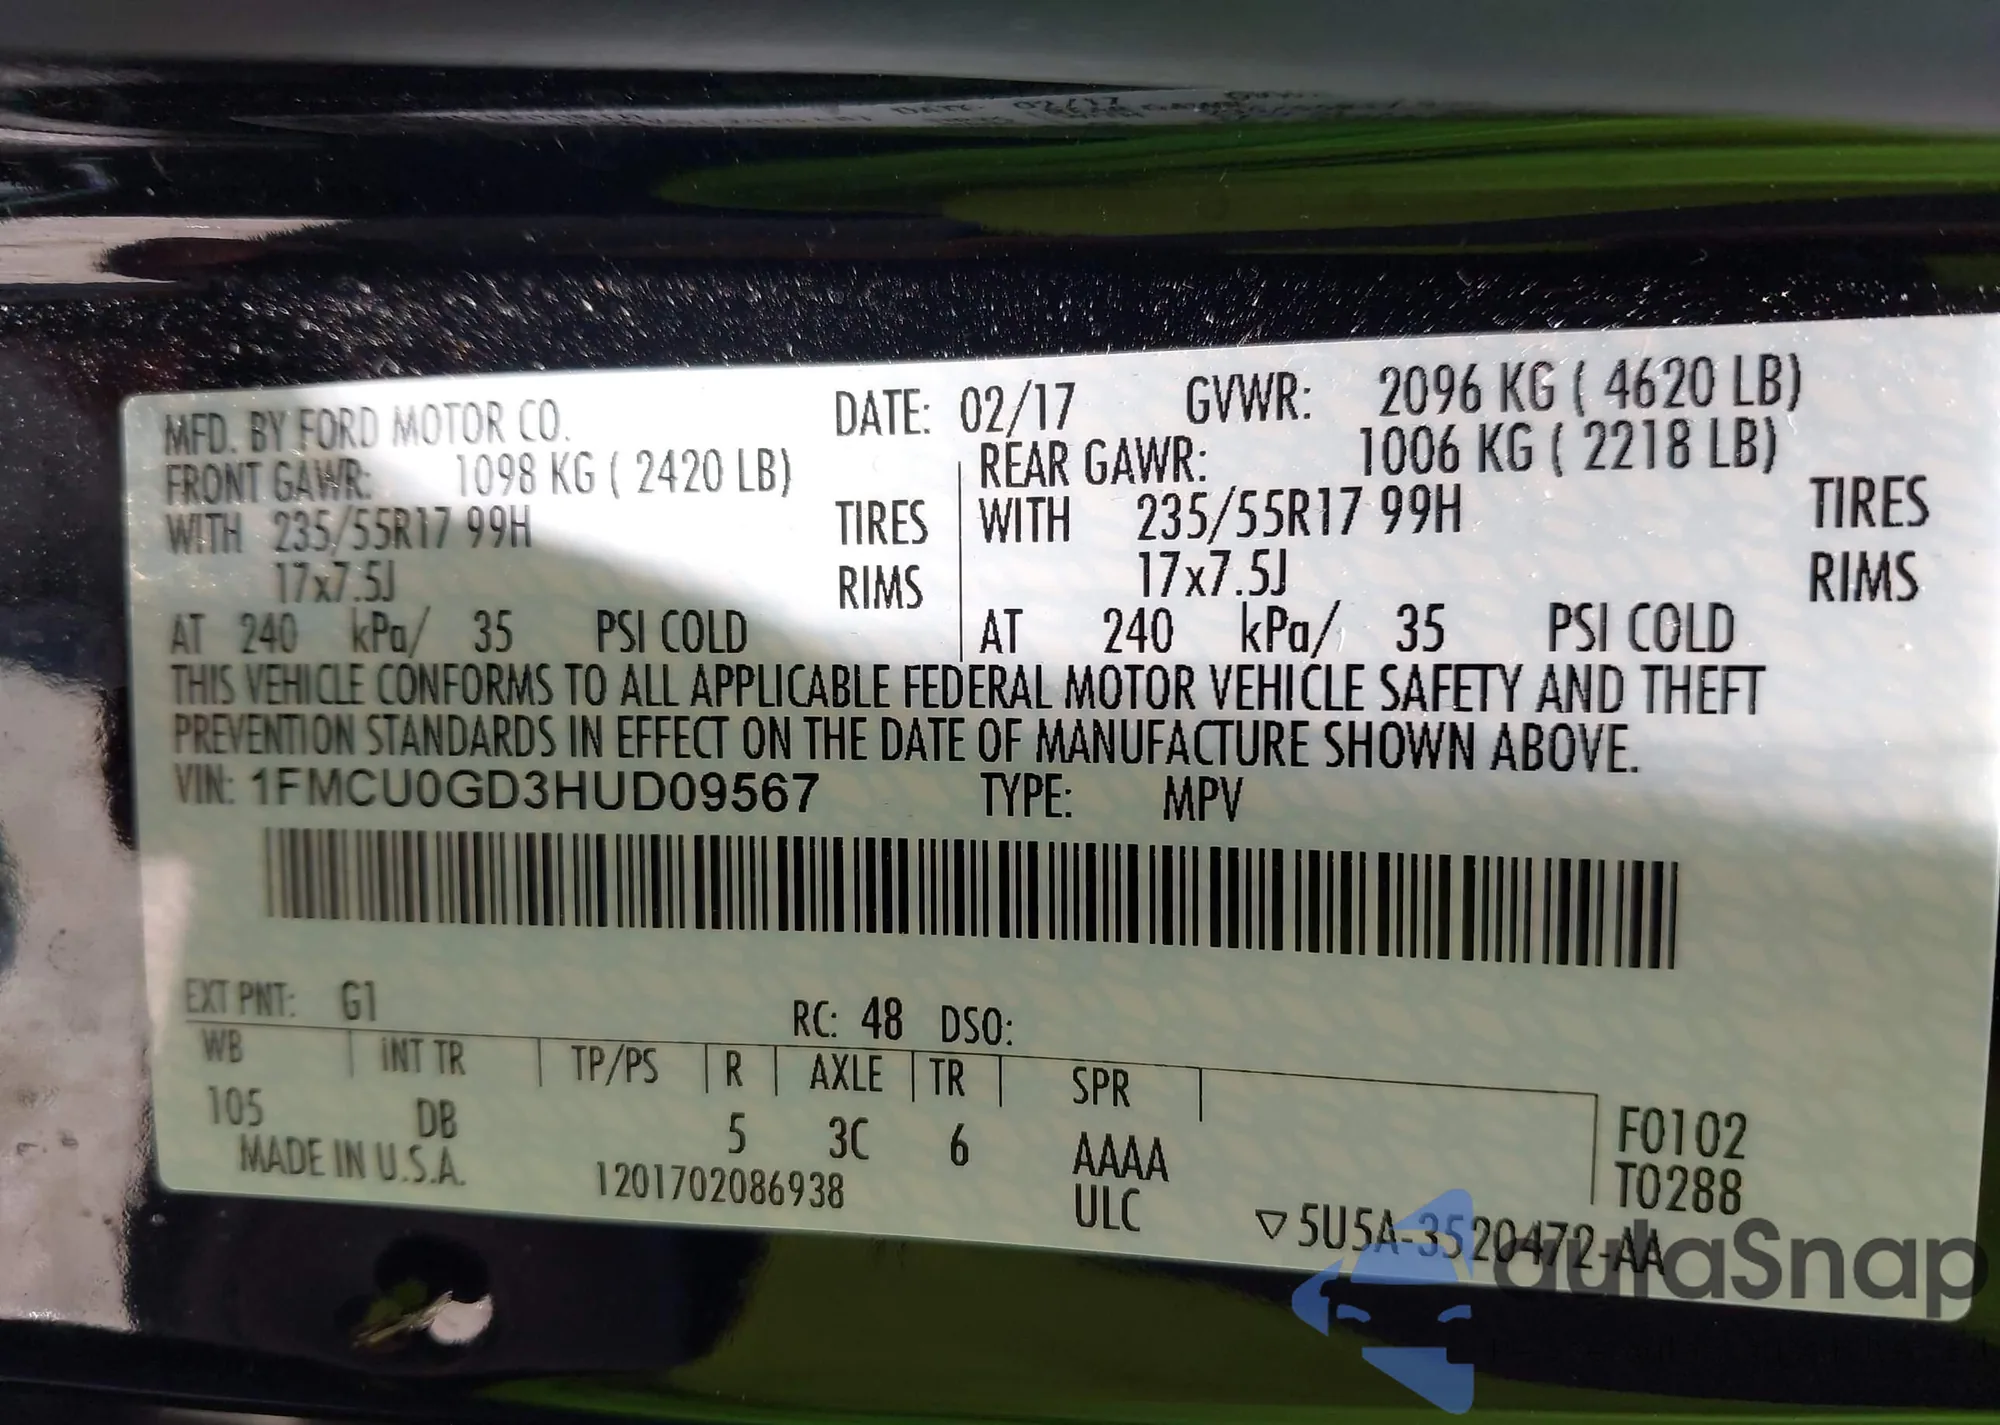 MFD. BY FORD MOTOR CO. DATE: 02/17 GVWR: 2096 KG ( 4620 LB)
FRONT GAWR: 1098 KG ( 2420 LB) REAR GAWR: 1006 KG ( 2218 LB)
WITH 235/55R17 99H TIRES WITH 235/55R17 99H TIRES
17x7.5J RIMS 17x7.5J RIMS
AT 240 kPa/ 35 PSI COLD AT 240 kPa/ 35 PSI COLD
THIS VEHICLE CONFORMS TO ALL APPLICABLE FEDERAL MOTOR VEHICLE SAFETY AND THEFT
PREVENTION STANDARDS IN EFFECT ON THE DATE OF MANUFACTURE SHOWN ABOVE.
VIN: 1FMCU0GD3HUD09567 TYPE: MPV
EXT PNT: G1 RC: 48 DSO:
WB INT TR TP/PS R AXLE TR SPR
105 DB 5 3C 6 AAAA F0102
MADE IN U.S.A. 1201702086938 ULC T0288
▽5U5A-3520472-AA
autaSnap